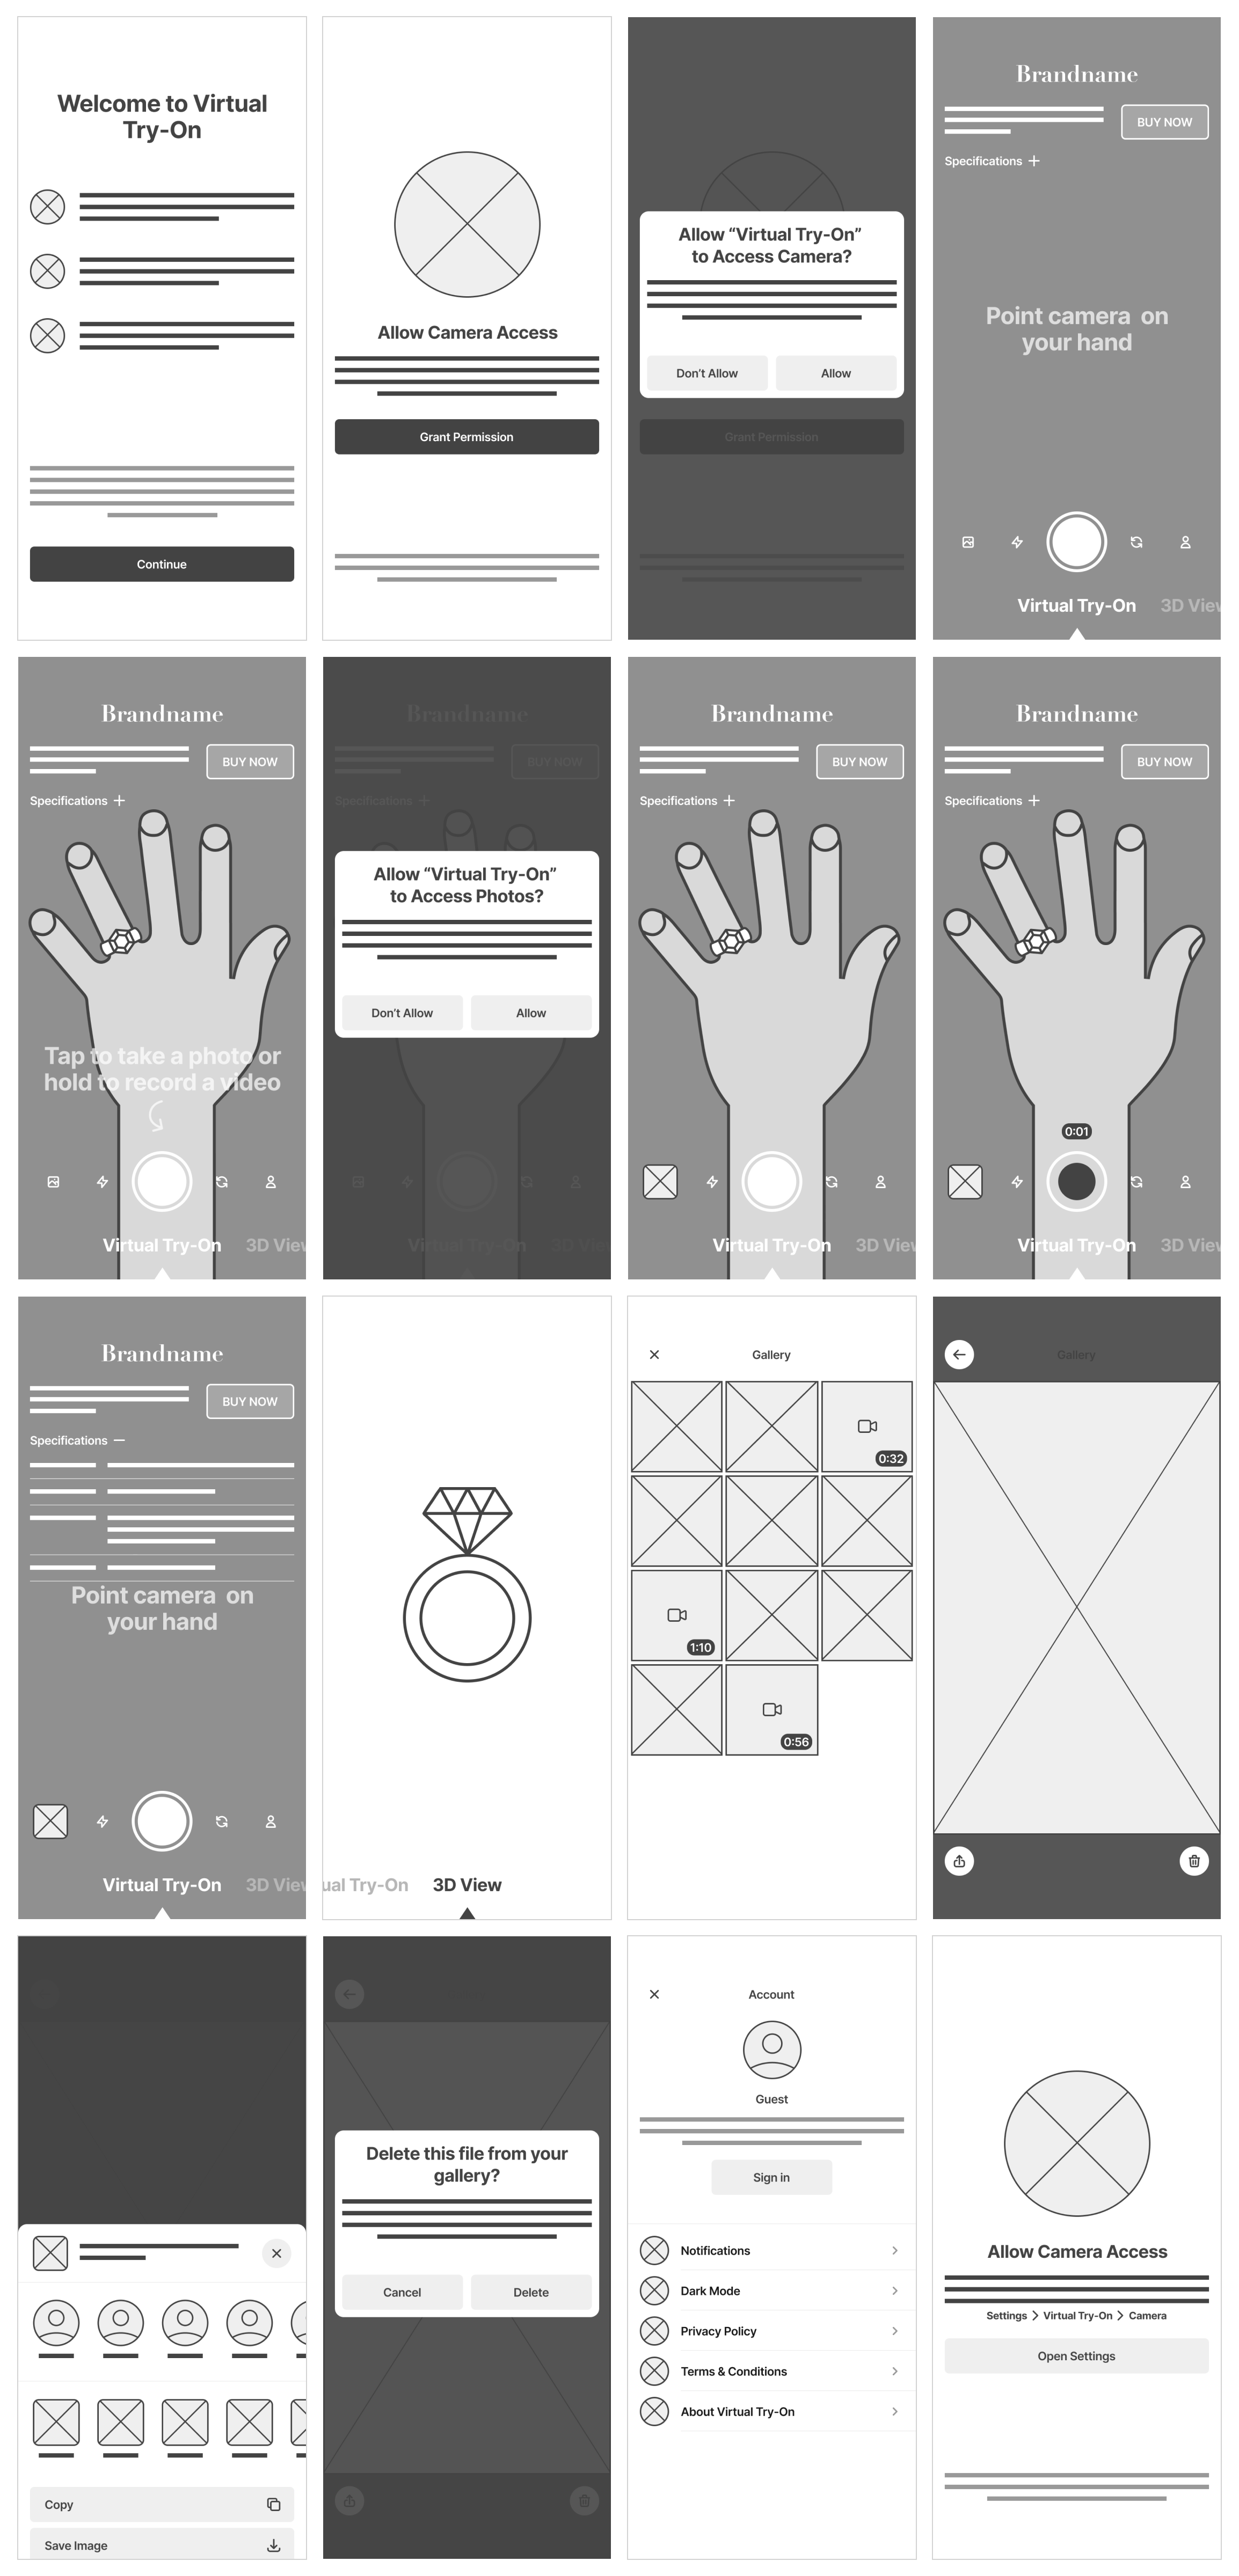 Welcome to Virtual
Try-On
Continue
Allow Camera Access
Grant Permission
Allow “Virtual Try-On”
to Access Camera?
Don’t Allow
Allow
Grant Permission
Brandname
BUY NOW
Specifications
Point camera on
your hand
Virtual Try-On
3D View
Brandname
BUY NOW
Specifications
Tap to take a photo or
hold to record a video
Virtual Try-On
3D View
Brandname
BUY NOW
Specifications
Allow “Virtual Try-On”
to Access Photos?
Don’t Allow
Allow
Virtual Try-On
3D View
Brandname
BUY NOW
Specifications
Virtual Try-On
3D View
Brandname
BUY NOW
Specifications
0:01
Virtual Try-On
3D View
Brandname
BUY NOW
Specifications
Point camera on
your hand
Virtual Try-On
3D View
ual Try-On
3D View
Gallery
0:32
1:10
0:56
Gallery
Copy
Save Image
Delete this file from your
gallery?
Cancel
Delete
Account
Guest
Sign in
Notifications
Dark Mode
Privacy Policy
Terms & Conditions
About Virtual Try-On
Allow Camera Access
Settings > Virtual Try-On > Camera
Open Settings